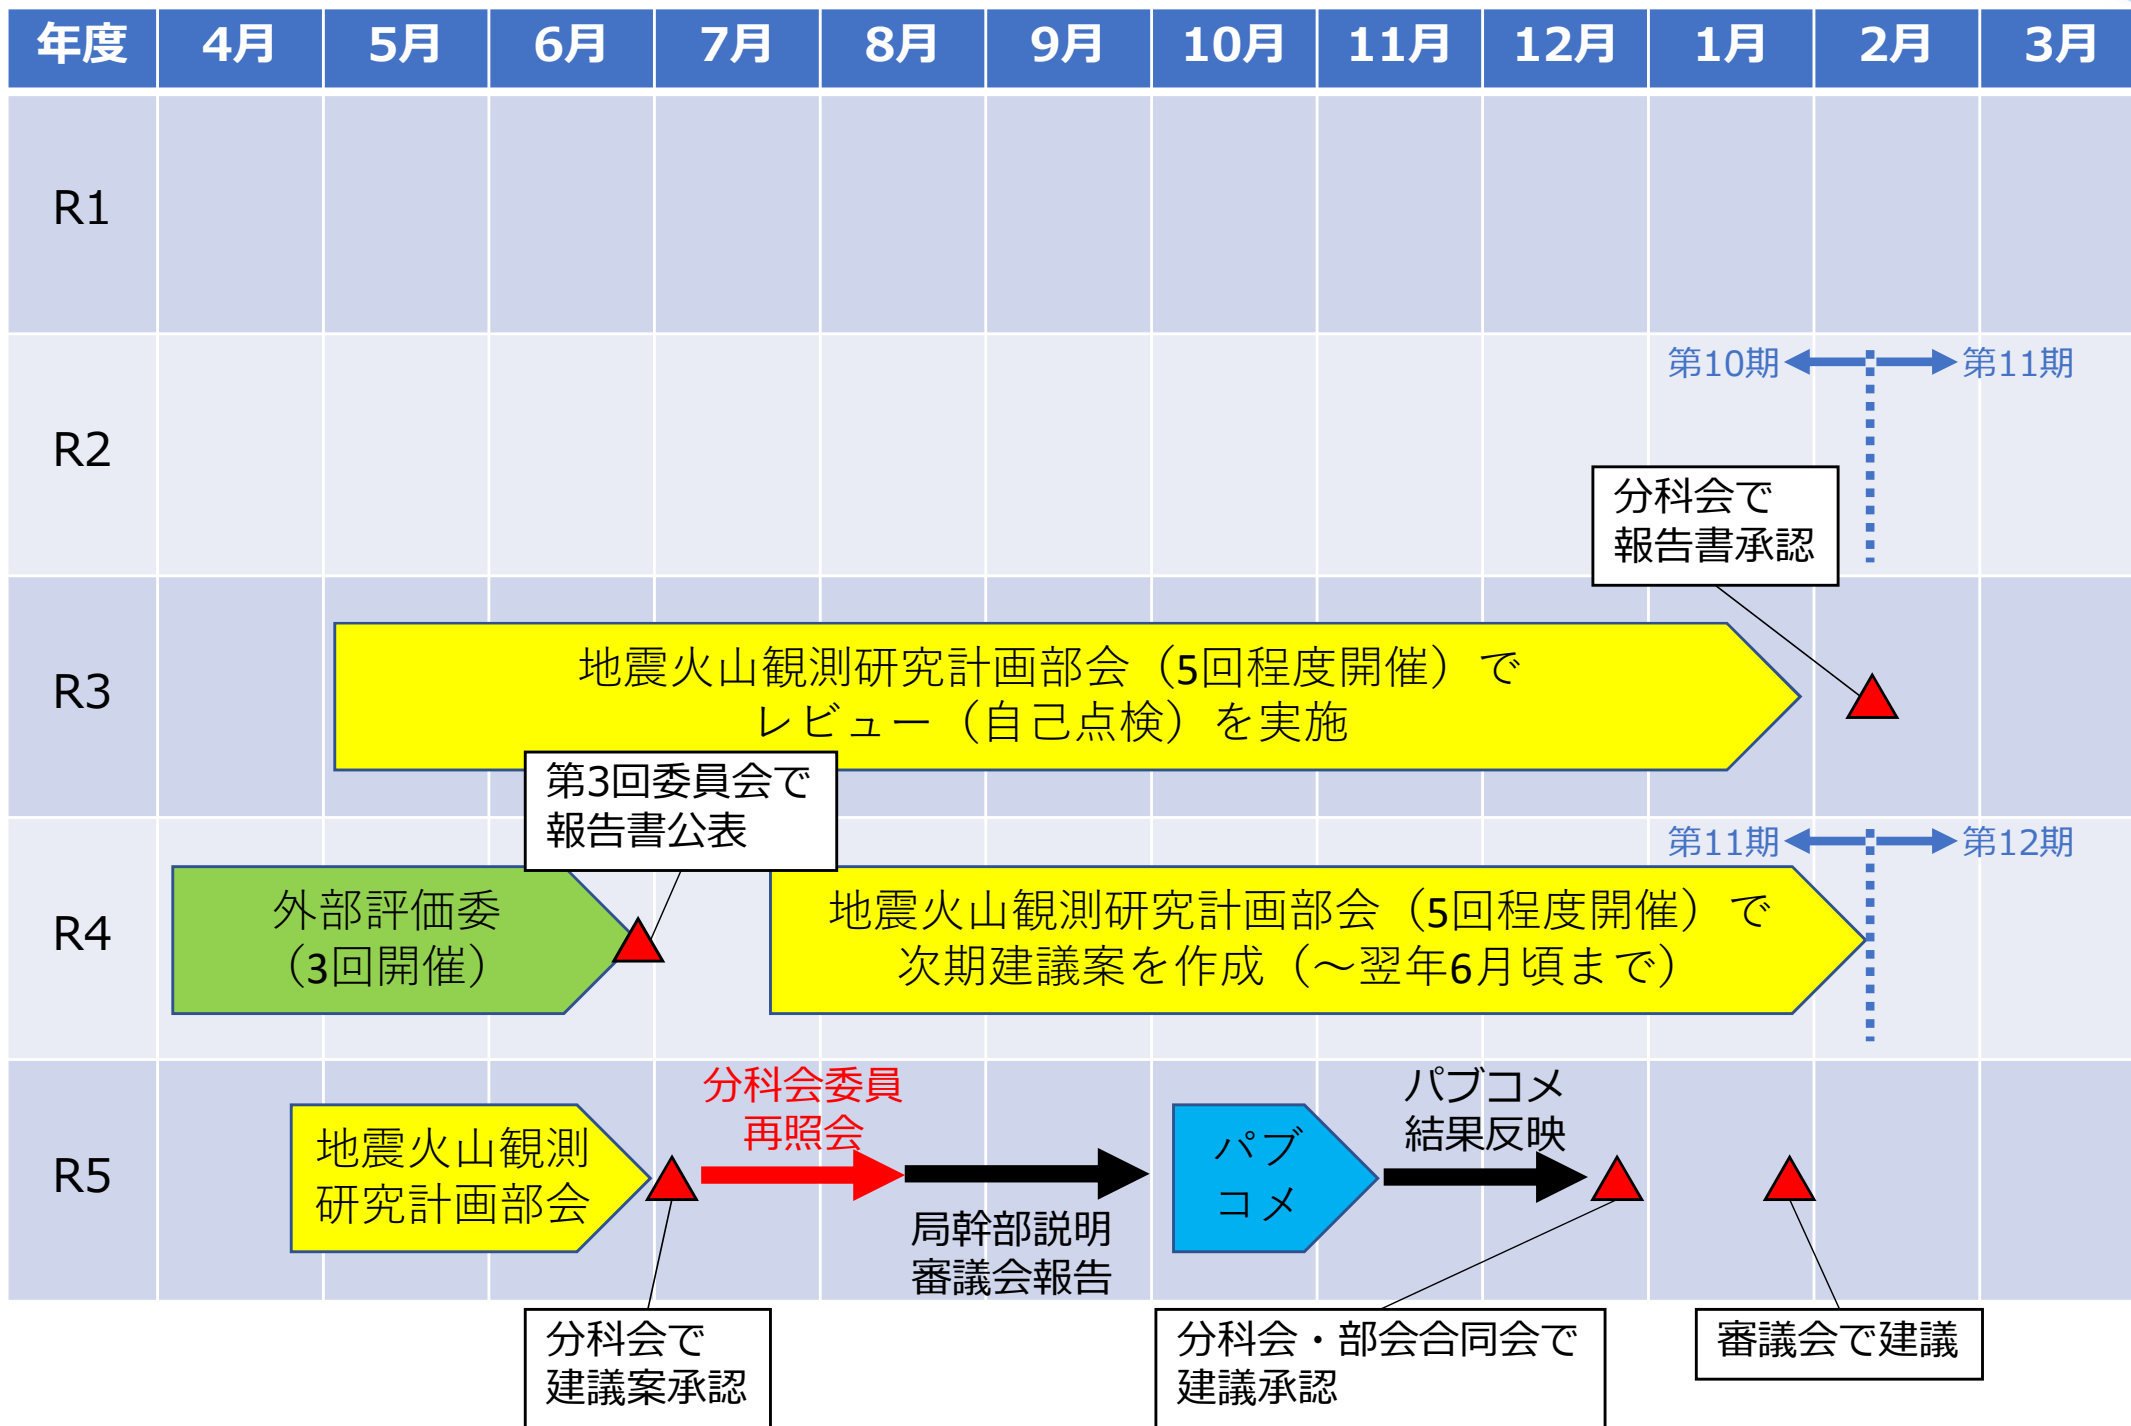 年度 4月 5月 6月 7月 8月 9月 10月 11月 12月 1月 2月 3月
R1
R2
第10期 第11期
分科会で
報告書承認
R3
地震火山観測研究計画部会（5回程度開催）で
レビュー（自己点検）を実施
第3回委員会で
報告書公表
R4
第11期 第12期
外部評価委
（3回開催）
地震火山観測研究計画部会（5回程度開催）で
次期建議案を作成（～翌年6月頃まで）
R5
地震火山観測
研究計画部会
分科会委員
再照会
局幹部説明
審議会報告
パブ
コメ
パブコメ
結果反映
分科会で
建議案承認
分科会・部会合同会で
建議承認
審議会で建議